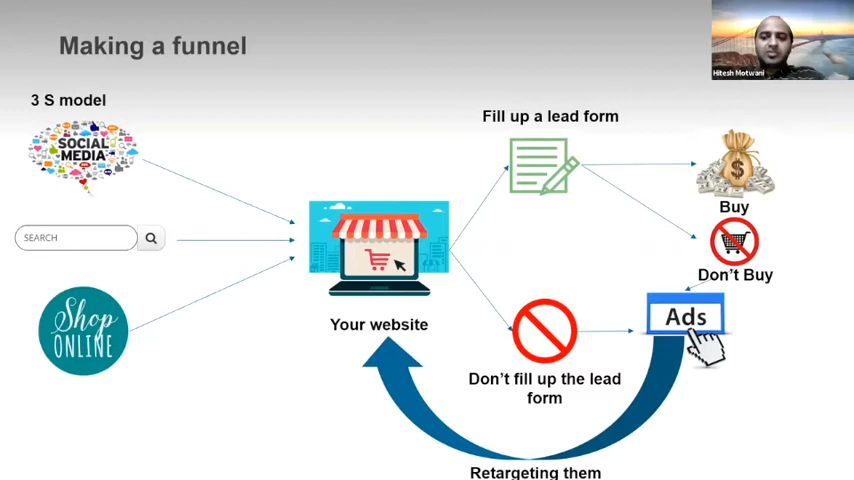 Making a funnel
Hitesh Motwani
3 S model
SOCIAL
MEDIA
SEARCH
Shop
ONLINE
Your website
Fill up a lead form
Buy
Don't Buy
Ads
Don't fill up the lead
form
Retargeting them